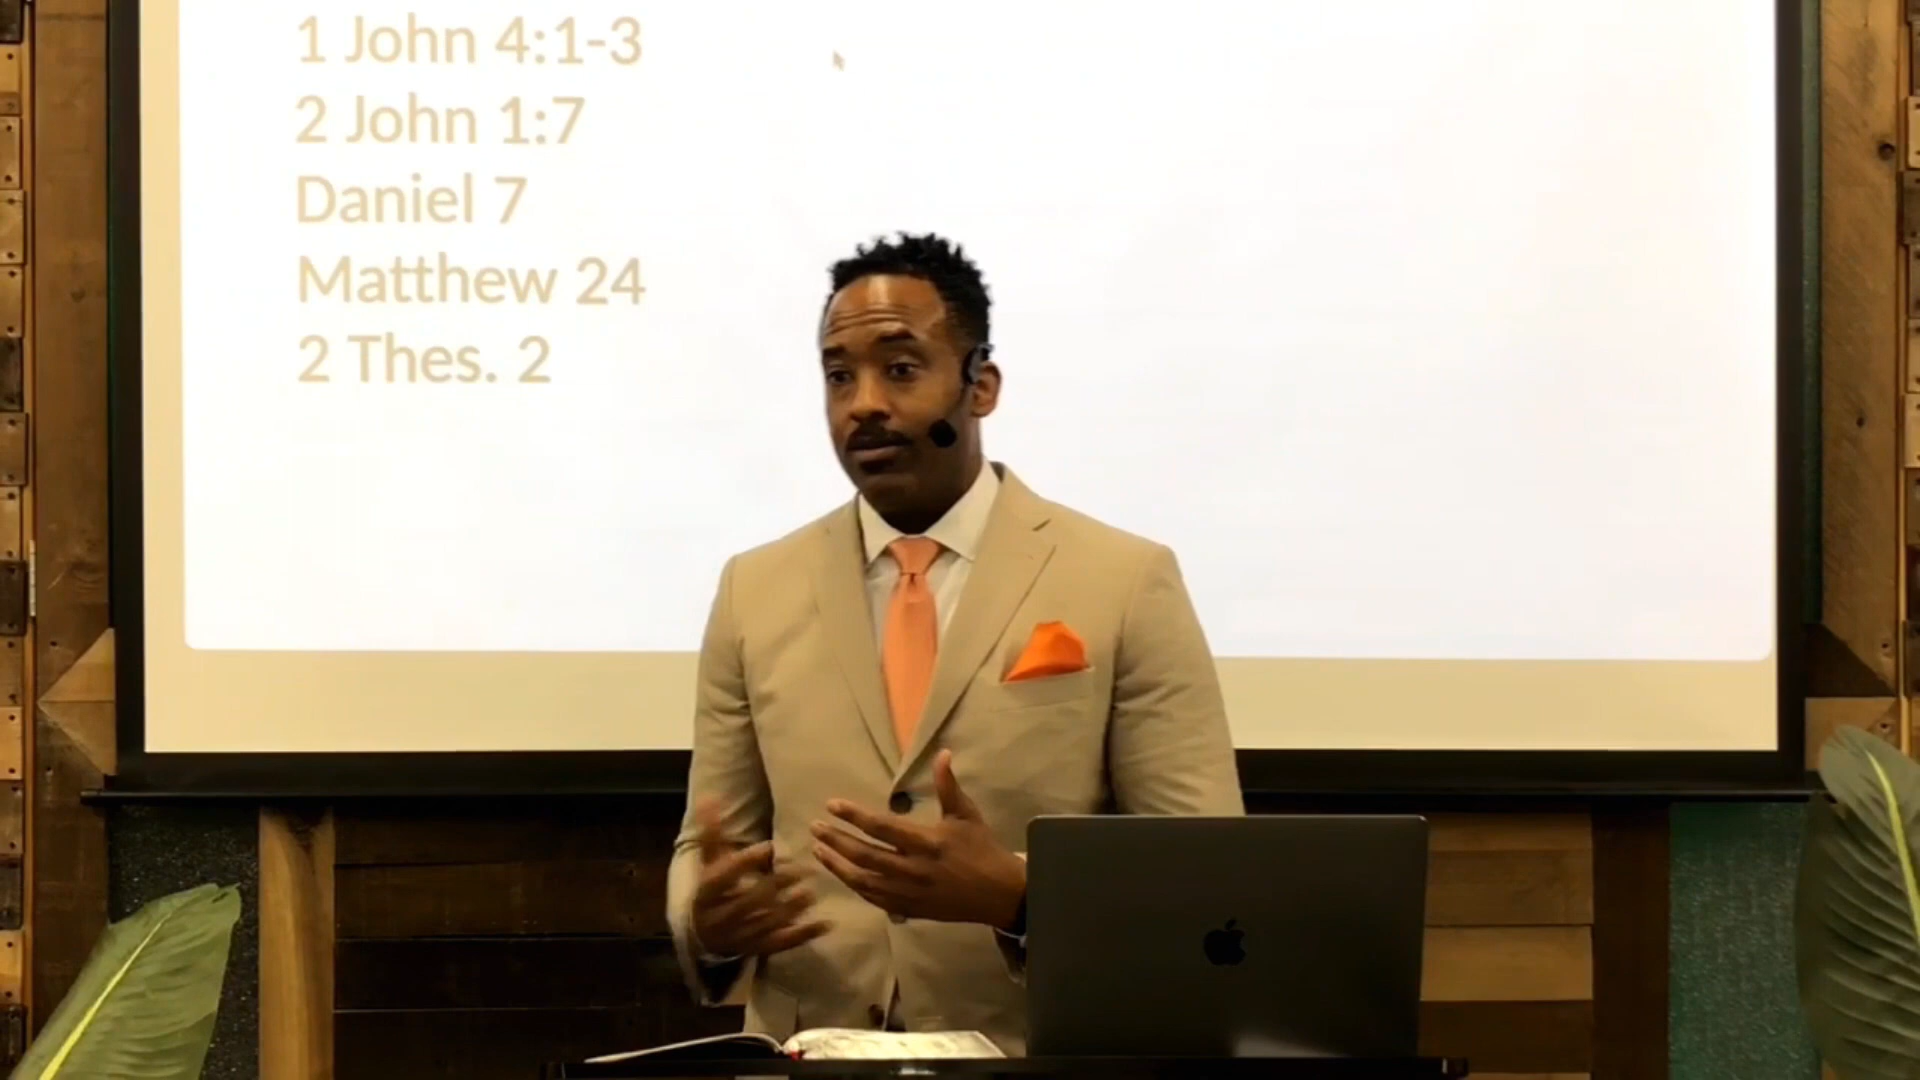 1 John 4:1-3
2 John 1:7
Daniel 7
Matthew 24
2 Thes. 2